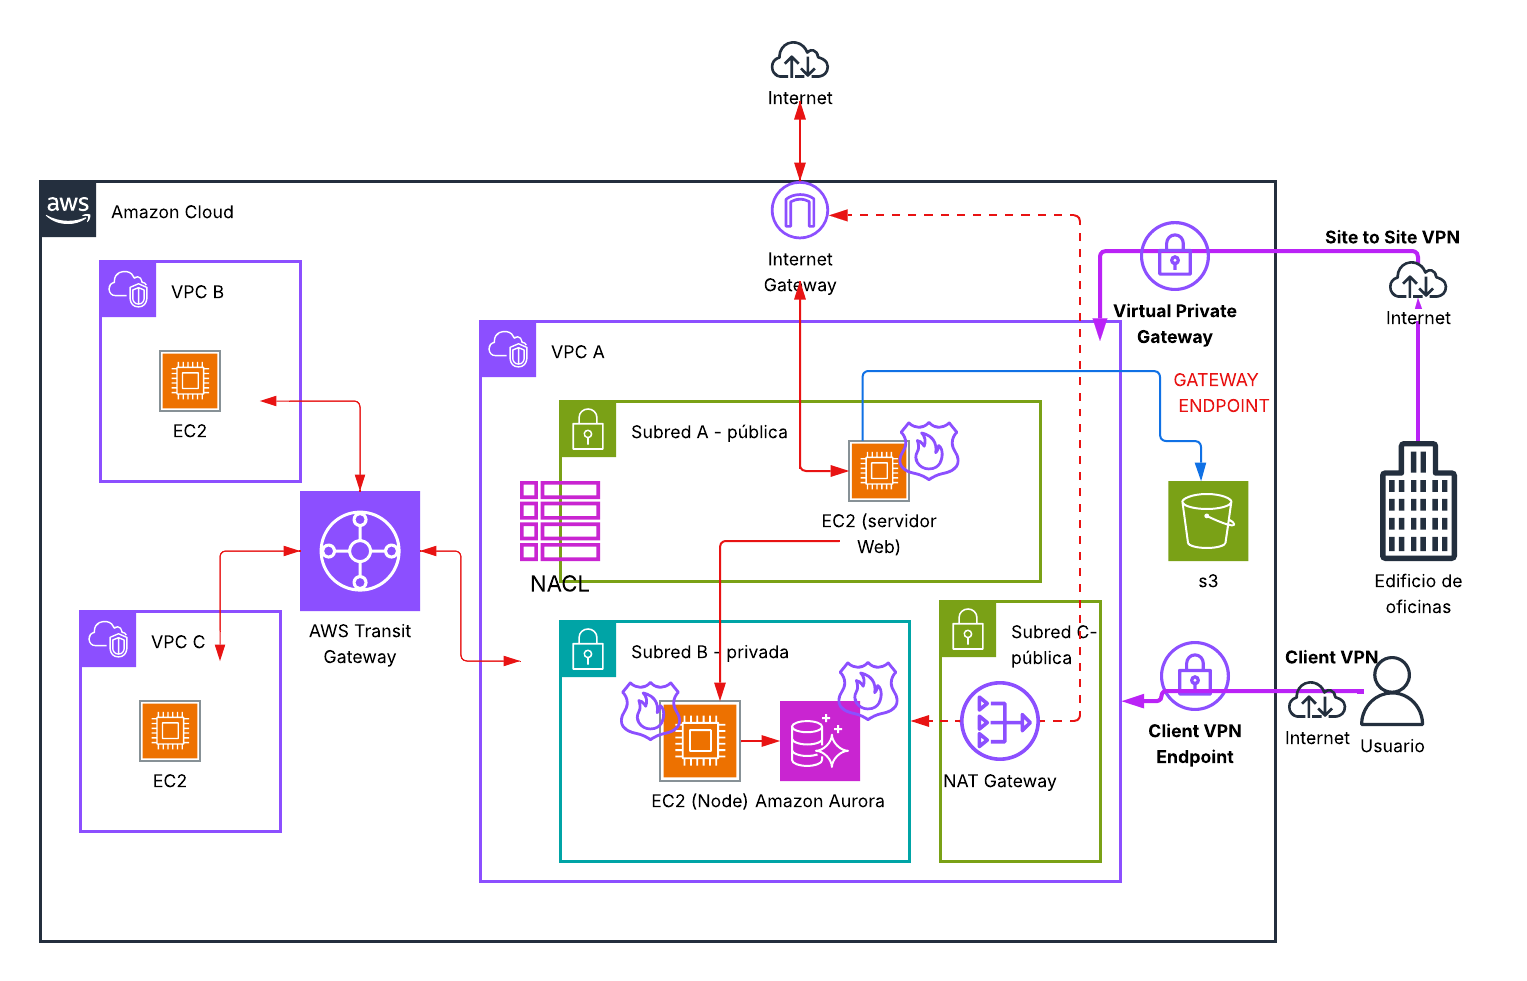 Internet
aws
Amazon Cloud
Internet
Gateway
Site to Site VPN
Internet
Virtual Private
Gateway
VPC B
EC2
VPC A
GATEWAY
ENDPOINT
Subred A - pública
EC2 (servidor
Web)
NACL
s3
Edificio de
oficinas
AWS Transit
Gateway
VPC C
EC2
Subred B - privada
EC2 (Node)
Amazon Aurora
Subred C-
pública
NAT Gateway
Client VPN
Internet
Usuario
Client VPN
Endpoint